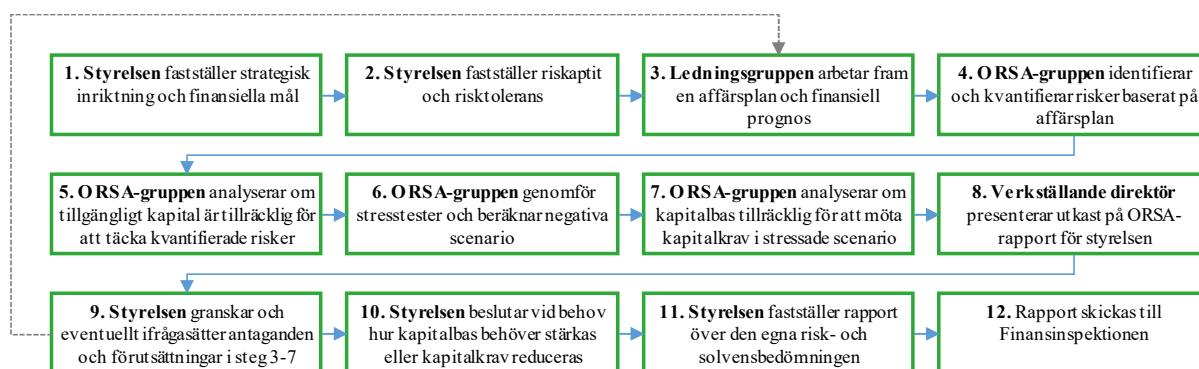 1. Styrelsen fastställer strategisk
inriktning och finansiella mål
2. Styrelsen fastställer riskaptit
och risktolerans
3. Ledningsgruppen arbetar fram
en affärsplan och finansiell
prognos
4. ORSA-gruppen identifierar
och kvantifierar risker baserat på
affärsplan
5. ORSA-gruppen analyserar om
tillgängligt kapital är tillräcklig för
att täcka kvantifierade risker
6. ORSA-gruppen genomför
stresstester och beräknar negativa
scenario
7. ORSA-gruppen analyserar om
kapitalbas tillräcklig för att möta
kapitalkrav i stressade scenario
8. Verkställande direktör
presenterar utkast på ORSA-
rapport för styrelsen
9. Styrelsen granskar och
eventuellt ifrågasätter antaganden
och förutsättningar i steg 3-7
10. Styrelsen beslutar vid behov
hur kapitalbas behöver stärkas
eller kapitalkrav reduceras
11. Styrelsen fastställer rapport
över den egna risk- och
solvensbedömningen
12. Rapport skickas till
Finansinspektionen